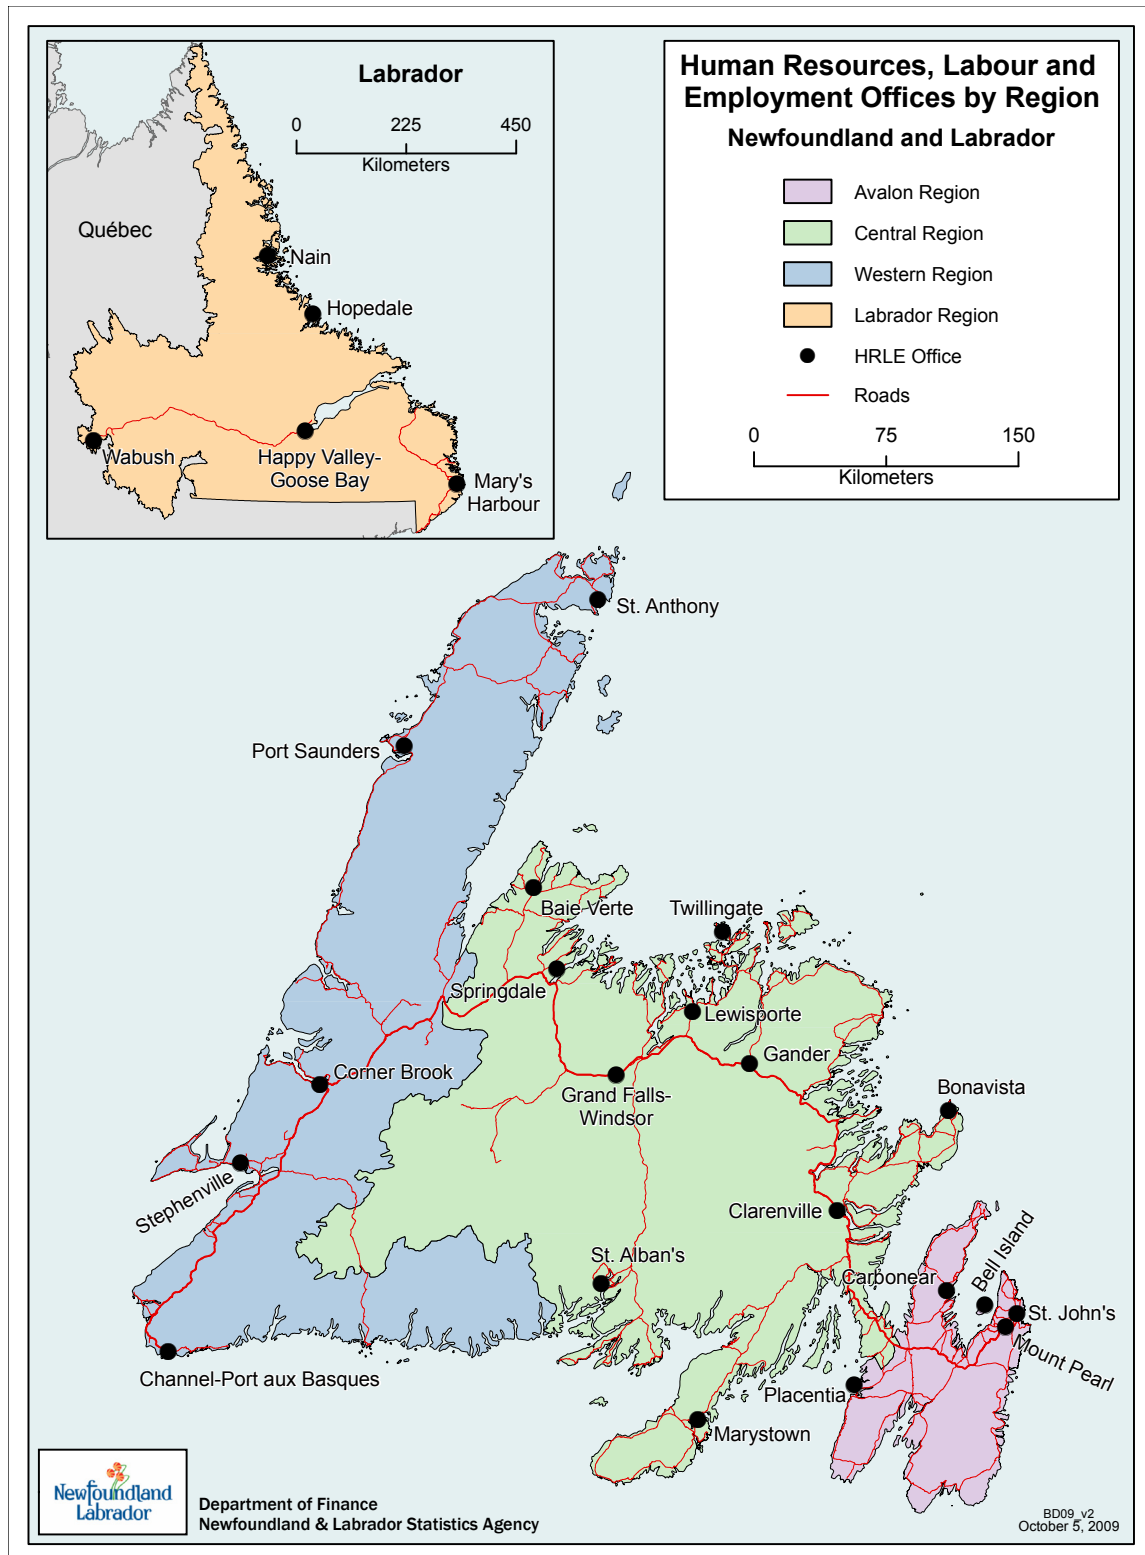 Labrador
0 225 450
Kilometers
Québec
Nain
Hopedale
Wabush
Happy Valley-
Goose Bay
Mary's
Harbour
Human Resources, Labour and
Employment Offices by Region
Newfoundland and Labrador
Avalon Region
Central Region
Western Region
Labrador Region
HRLE Office
Roads
0 75 150
Kilometers
St. Anthony
Port Saunders
Baie Verte
Twillingate
Springdale
Lewisporte
Gander
Corner Brook
Grand Falls-
Windsor
Bonavista
Stephenville
Clarenville
St. Alban's
Carbonear
Bell Island
St. John's
Mount Pearl
Channel-Port aux Basques
Placentia
Marystown
Newfoundland
Labrador
Department of Finance
Newfoundland & Labrador Statistics Agency
BD09_v2
October 5, 2009